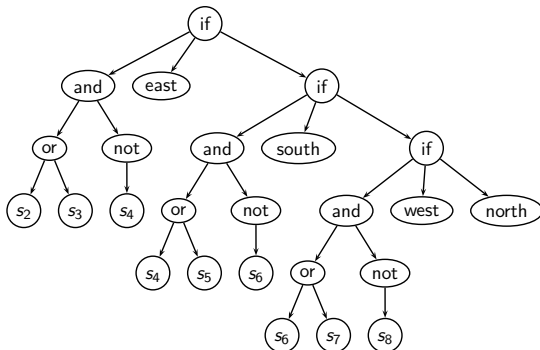 if
and east if
or not and south if
s₂ s₃ s₄ or not and west north
s₄ s₅ s₆ or not
s₆ s₇ s₈